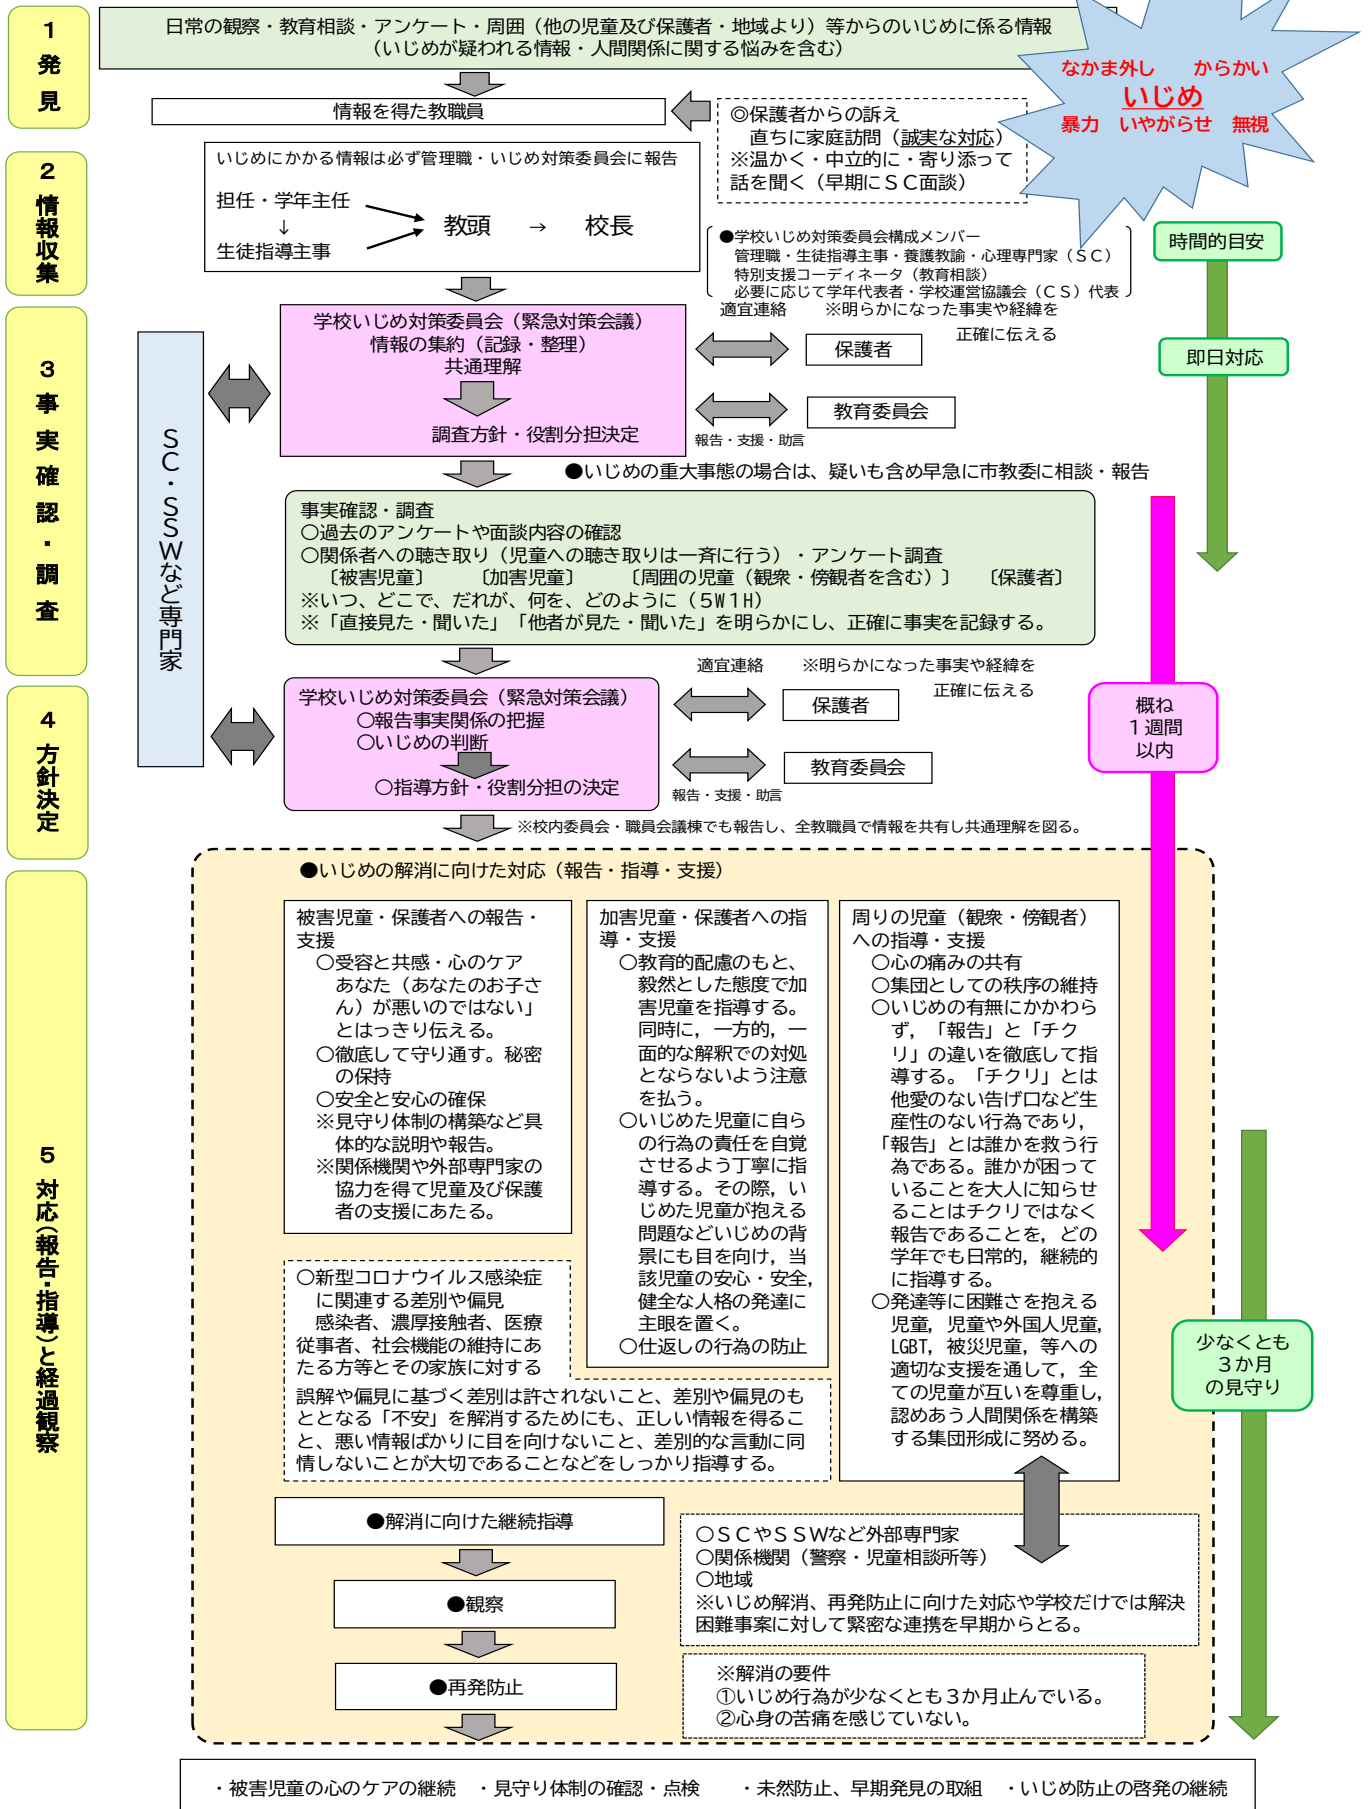 1
発
見
日常の観察・教育相談・アンケート・周囲（他の児童及び保護者・地域より）等からのいじめに係る情報
（いじめが疑われる情報・人間関係に関する悩みを含む）
なかま外し　からかい
いじめ
暴力　いやがらせ　無視
情報を得た教職員
◎保護者からの訴え
直ちに家庭訪問（誠実な対応）
※温かく・中立的に・寄り添って
話を聞く（早期にＳＣ面談）
2
情報収集
いじめにかかる情報は必ず管理職・いじめ対策委員会に報告
担任・学年主任
↓
生徒指導主事
教頭　→　校長
●学校いじめ対策委員会構成メンバー
管理職・生徒指導主事・養護教諭・心理専門家（ＳＣ）
特別支援コーディネータ（教育相談）
必要に応じて学年代表者・学校運営協議会（ＣＳ）代表
時間的目安
3
事実確認・調査
学校いじめ対策委員会（緊急対策会議）
情報の集約（記録・整理）
共通理解
調査方針・役割分担決定
適宜連絡　※明らかになった事実や経緯を
正確に伝える
保護者
教育委員会
報告・支援・助言
即日対応
ＳＣ・ＳＳＷなど専門家
●いじめの重大事態の場合は、疑いも含め早急に市教委に相談・報告
事実確認・調査
○過去のアンケートや面談内容の確認
○関係者への聴き取り（児童への聴き取りは一斉に行う）・アンケート調査
〔被害児童〕　〔加害児童〕　〔周囲の児童（観衆・傍観者を含む）〕　〔保護者〕
※いつ、どこで、だれが、何を、どのように（５Ｗ１Ｈ）
※「直接見た・聞いた」「他者が見た・聞いた」を明らかにし、正確に事実を記録する。
4
方針決定
学校いじめ対策委員会（緊急対策会議）
○報告事実関係の把握
○いじめの判断
○指導方針・役割分担の決定
適宜連絡　※明らかになった事実や経緯を
正確に伝える
保護者
教育委員会
報告・支援・助言
概ね
１週間
以内
※校内委員会・職員会議棟でも報告し、全教職員で情報を共有し共通理解を図る。
5
対応（報告・指導）と経過観察
●いじめの解消に向けた対応（報告・指導・支援）
被害児童・保護者への報告・
支援
○受容と共感・心のケア
あなた（あなたのお子さ
ん）が悪いのではない」
とはっきり伝える。
○徹底して守り通す。秘密
の保持
○安全と安心の確保
※見守り体制の構築など具
体的な説明や報告。
※関係機関や外部専門家の
協力を得て児童及び保護
者の支援にあたる。
加害児童・保護者への指
導・支援
○教育的配慮のもと、
毅然とした態度で加
害児童を指導する。
同時に，一方的，一
面的な解釈での対処
とならないよう注意
を払う。
○いじめた児童に自ら
の行為の責任を自覚
させるよう丁寧に指
導する。その際，い
じめた児童が抱える
問題などいじめの背
景にも目を向け，当
該児童の安心・安全，
健全な人格の発達に
主眼を置く。
○仕返しの行為の防止
周りの児童（観衆・傍観者）
への指導・支援
○心の痛みの共有
○集団としての秩序の維持
○いじめの有無にかかわら
ず，「報告」と「チク
リ」の違いを徹底して指
導する。「チクリ」とは
他愛のない告げ口など生
産性のない行為であり，
「報告」とは誰かを救う行
為である。誰かが困って
いることを大人に知らせ
ることはチクリではなく
報告であることを，どの
学年でも日常的，継続的
に指導する。
○発達等に困難さを抱える
児童，児童や外国人児童，
LGBT，被災児童，等への
適切な支援を通して，全
ての児童が互いを尊重し，
認めあう人間関係を構築
する集団形成に努める。
○新型コロナウイルス感染症
に関連する差別や偏見
感染者、濃厚接触者、医療
従事者、社会機能の維持にあ
たる方等とその家族に対する
誤解や偏見に基づく差別は許されないこと、差別や偏見のも
ととなる「不安」を解消するためにも、正しい情報を得るこ
と、悪い情報ばかりに目を向けないこと、差別的な言動に同
情しないことが大切であることなどをしっかり指導する。
少なくとも
３か月
の見守り
●解消に向けた継続指導
●観察
●再発防止
○ＳＣやＳＳＷなど外部専門家
○関係機関（警察・児童相談所等）
○地域
※いじめ解消、再発防止に向けた対応や学校だけでは解決
困難事案に対して緊密な連携を早期からとる。
※解消の要件
①いじめ行為が少なくとも３か月止んでいる。
②心身の苦痛を感じていない。
・被害児童の心のケアの継続　・見守り体制の確認・点検　・未然防止、早期発見の取組　・いじめ防止の啓発の継続